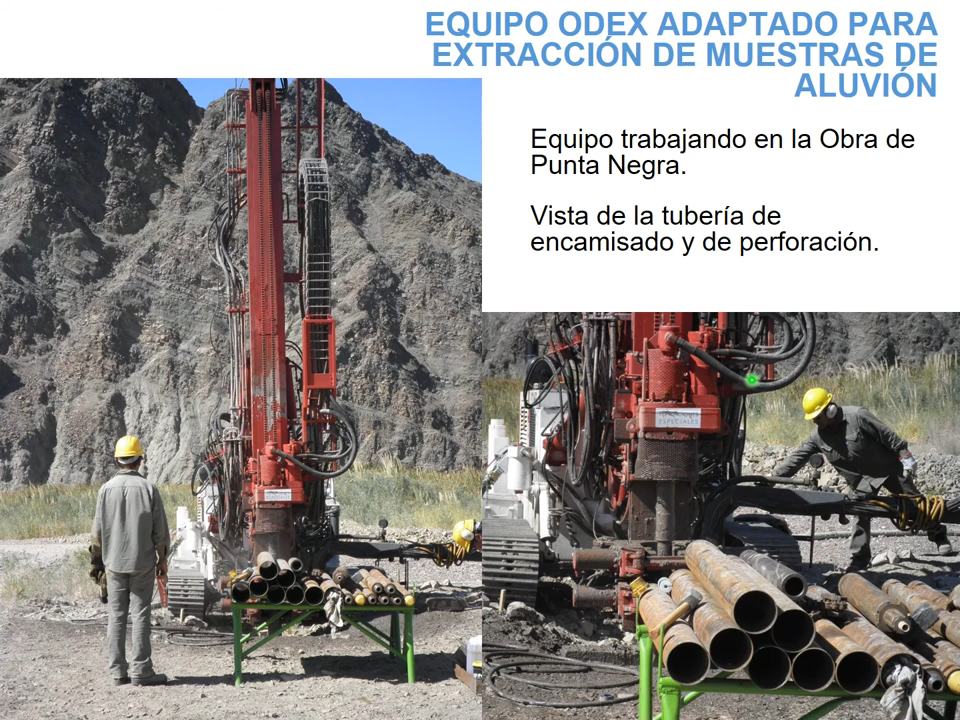 EQUIPO ODEX ADAPTADO PARA
EXTRACCIÓN DE MUESTRAS DE
ALUVIÓN
Equipo trabajando en la Obra de
Punta Negra.
Vista de la tubería de
encamisado y de perforación.
ESPECIALES